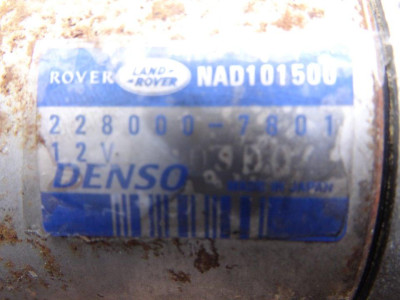 ROVER LAND-ROVER NAD101500
228000-7801
12V
DENSO MADE IN JAPAN